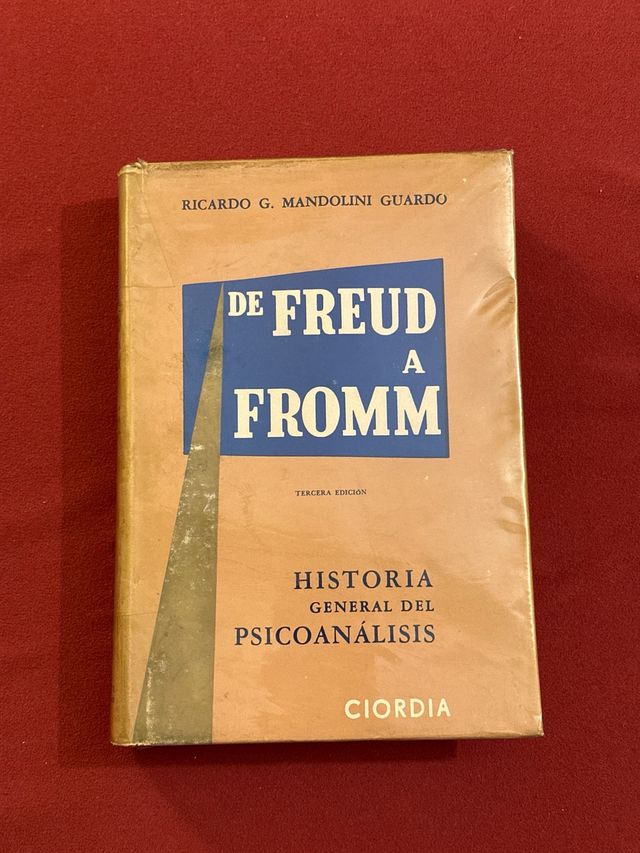 RICARDO G. MANDOLINI GUARDO
DE FREUD
A
FROMM
TERCERA EDICIÓN
HISTORIA
GENERAL DEL
PSICOANÁLISIS
CIORDIA